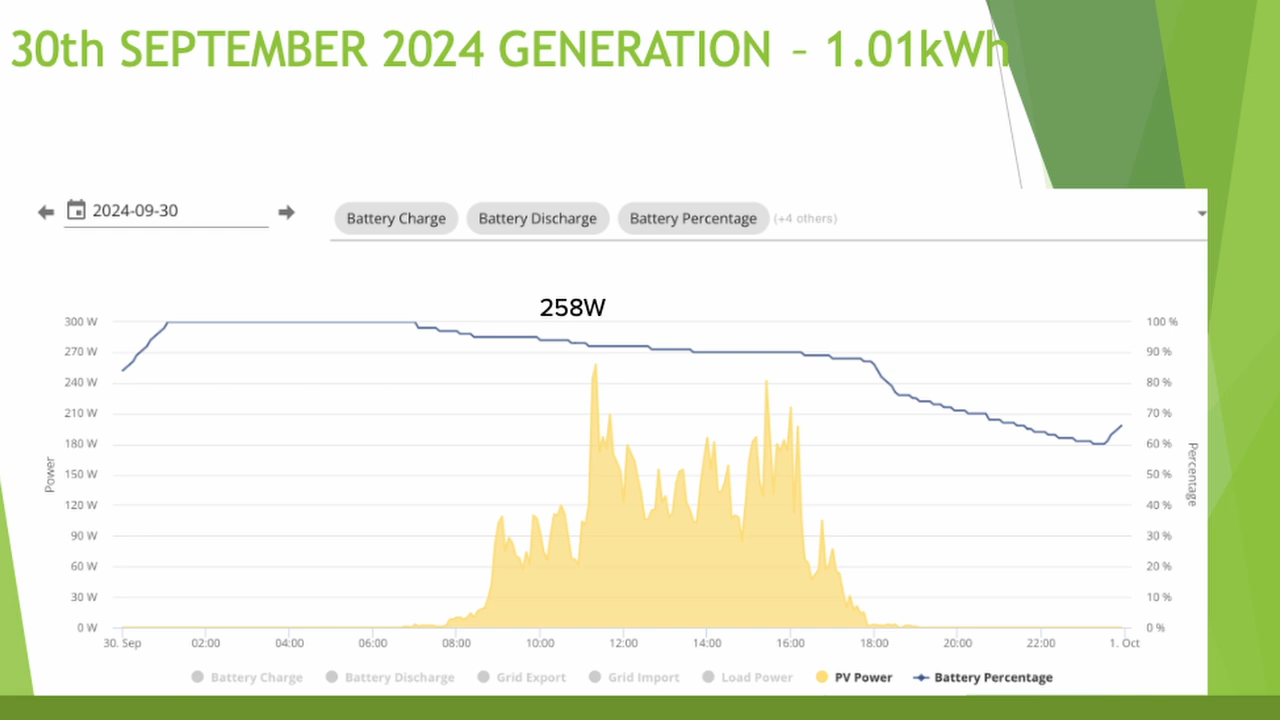 30th SEPTEMBER 2024 GENERATION – 1.01kWh
2024-09-30
Battery Charge Battery Discharge Battery Percentage (+4 others)
258W
300 W 100 %
270 W 90 %
240 W 80 %
210 W 70 %
180 W 60 %
150 W 50 %
120 W 40 %
90 W 30 %
60 W 20 %
30 W 10 %
0 W 0 %
Power
Percentage
30. Sep 02:00 04:00 06:00 08:00 10:00 12:00 14:00 16:00 18:00 20:00 22:00 1. Oct
Battery Charge Battery Discharge Grid Export Grid Import Load Power PV Power Battery Percentage